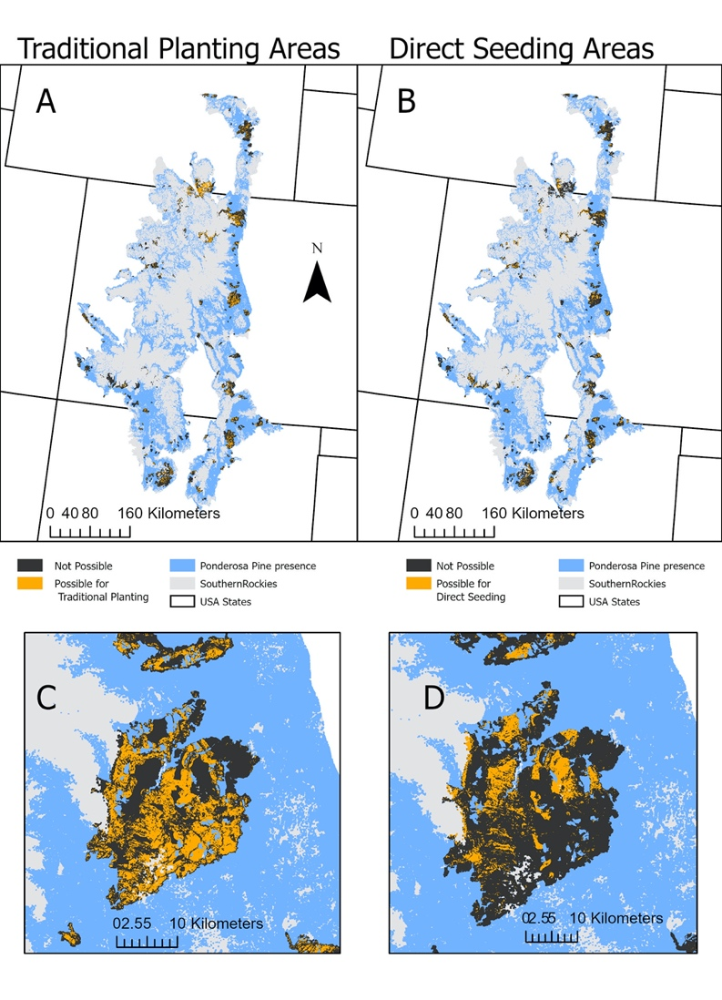 Traditional Planting Areas
Direct Seeding Areas
A
B
N
0 40 80 160 Kilometers
0 40 80 160 Kilometers
Not Possible
Possible for
Traditional Planting
Ponderosa Pine presence
SouthernRockies
USA States
Not Possible
Possible for
Direct Seeding
Ponderosa Pine presence
SouthernRockies
USA States
C
D
02.55 10 Kilometers
02.55 10 Kilometers